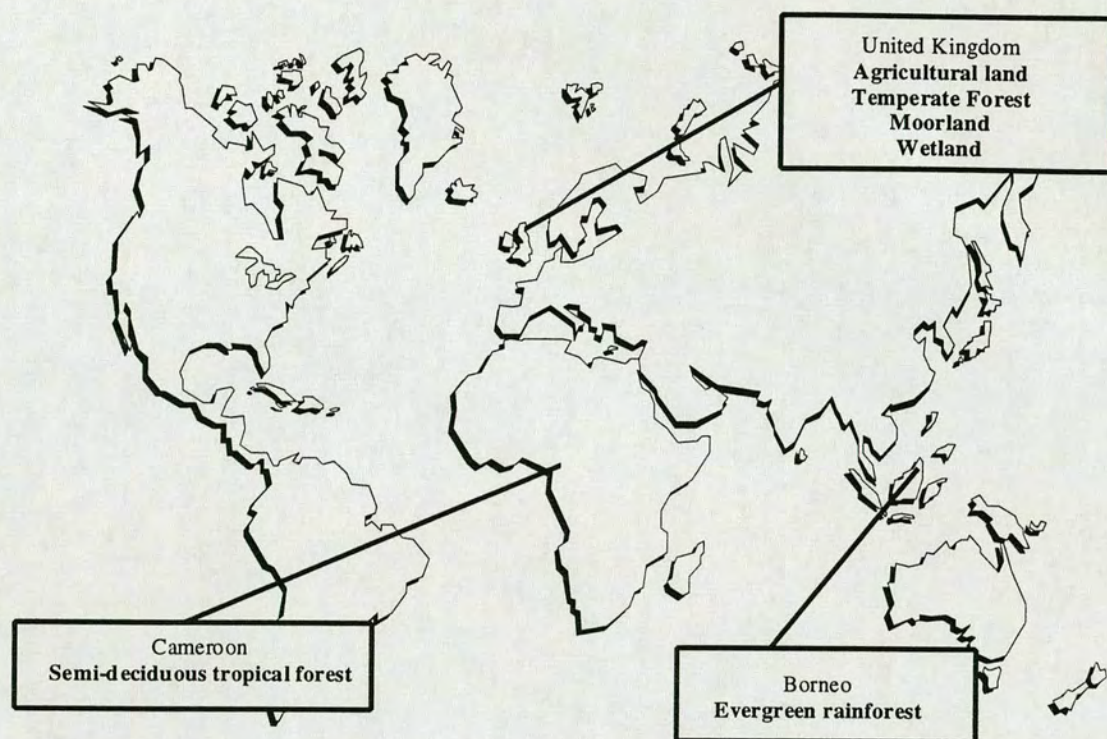 United Kingdom
Agricultural land
Temperate Forest
Moorland
Wetland
Cameroon
Semi-deciduous tropical forest
Borneo
Evergreen rainforest